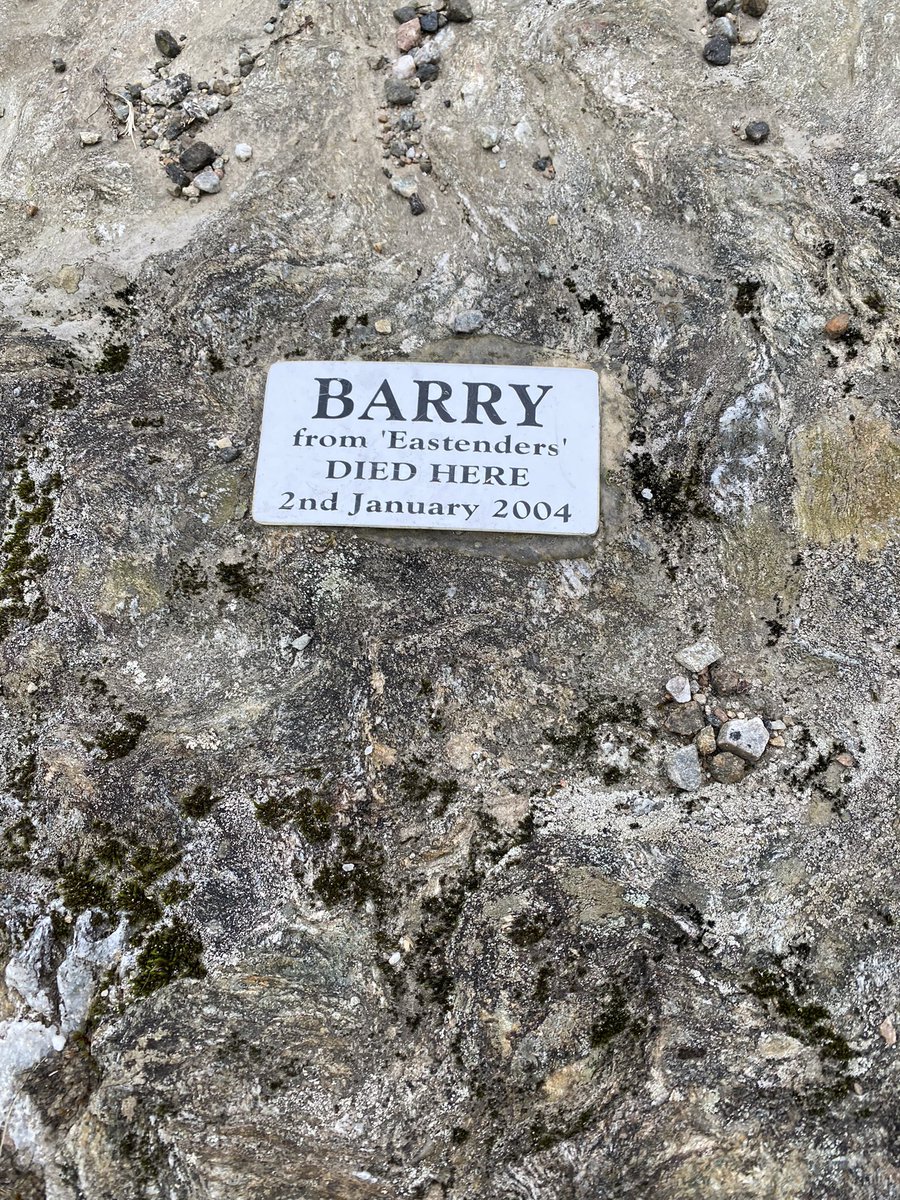 BARRY
from 'Eastenders'
DIED HERE
2nd January 2004